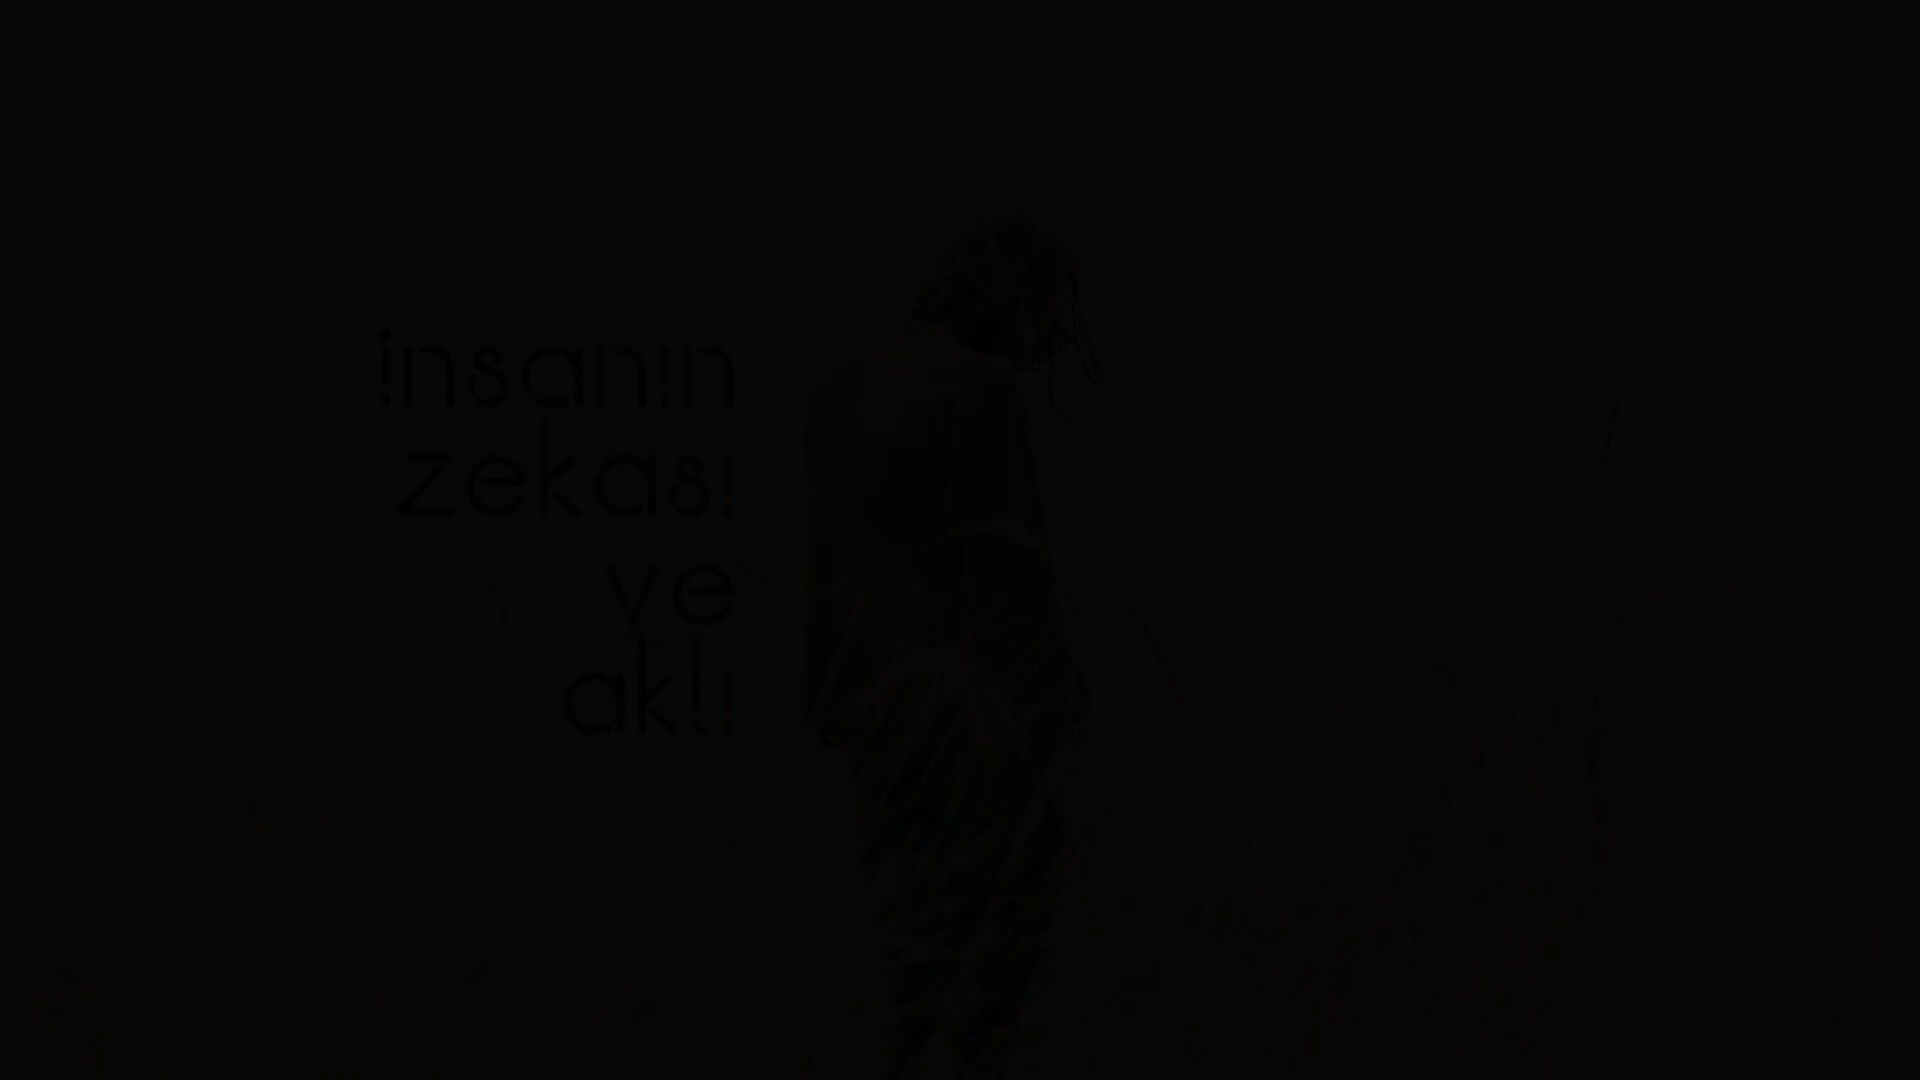 insanın
zekası
ve
aklı